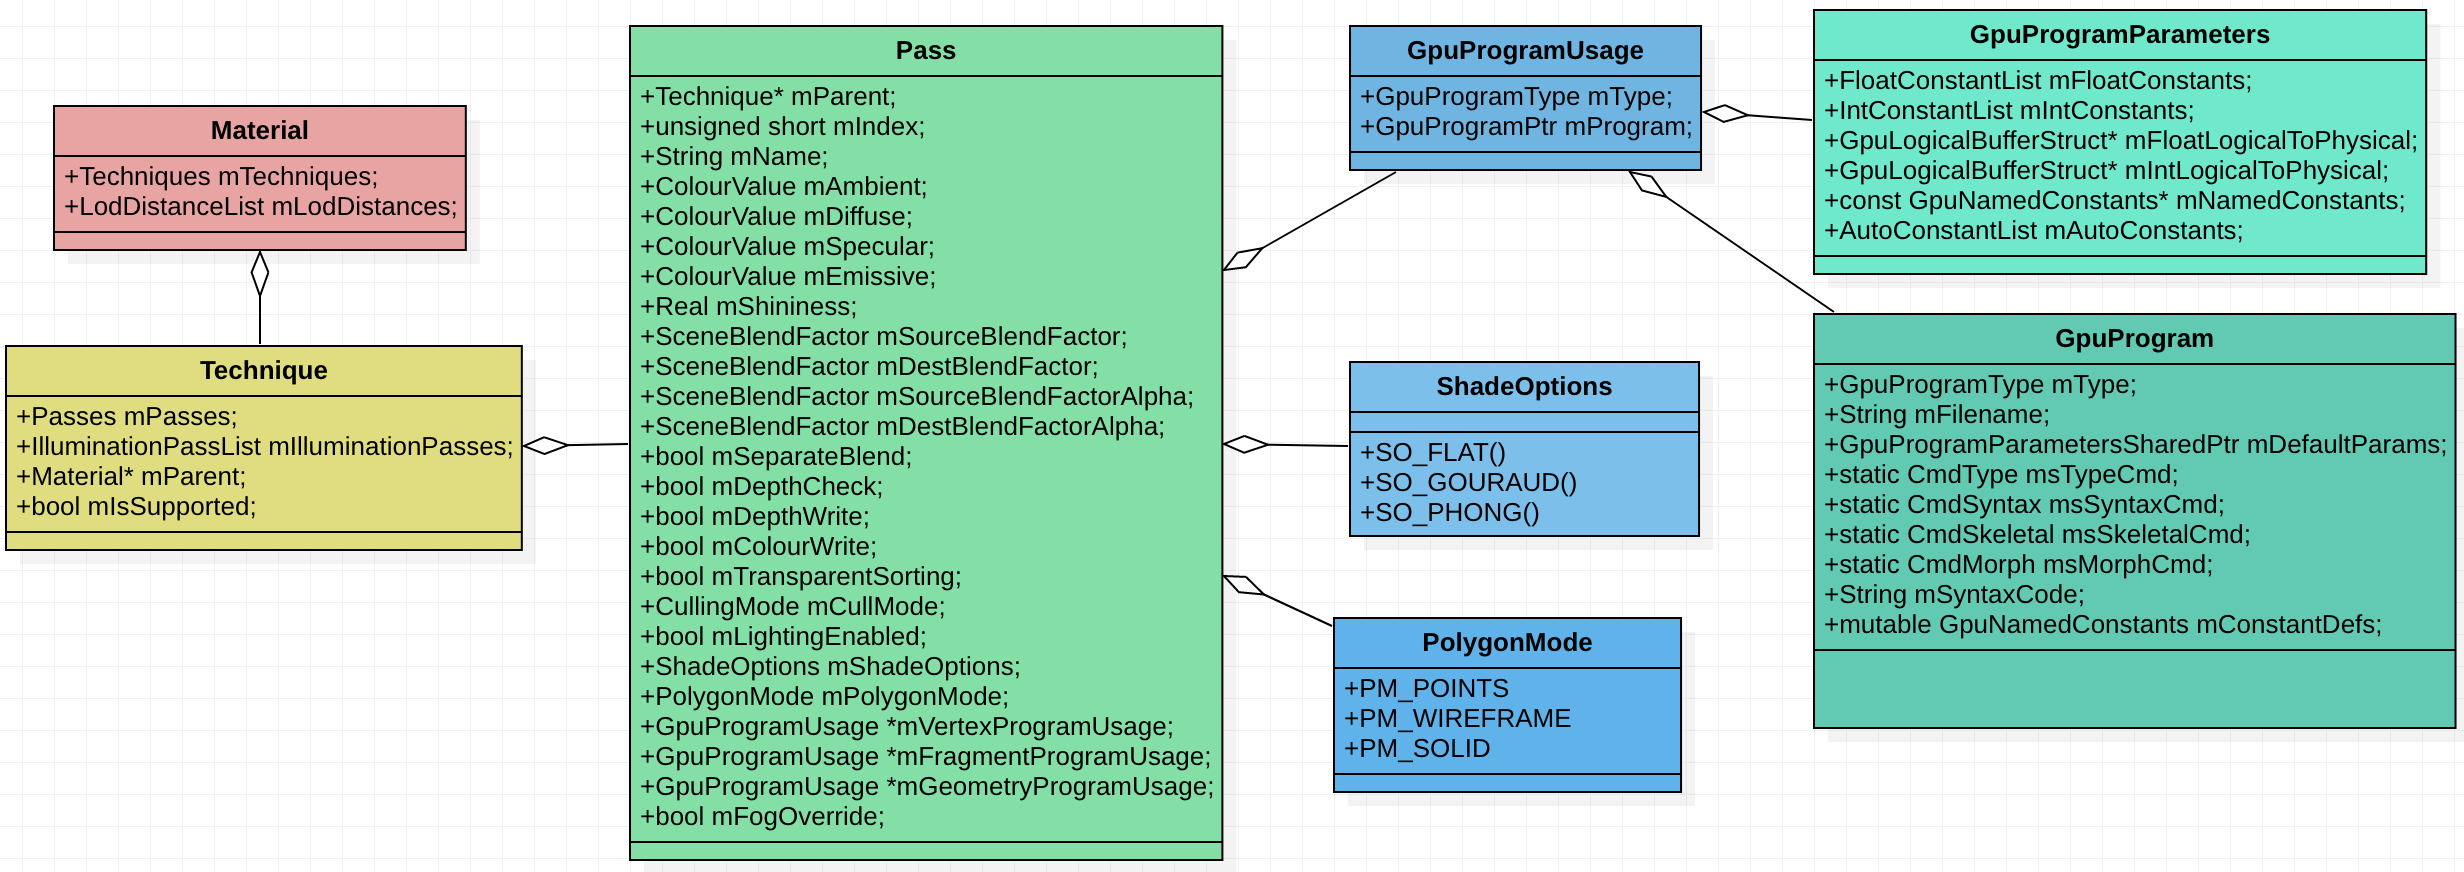 Material
+Techniques mTechniques;
+LodDistanceList mLodDistances;
Technique
+Passes mPasses;
+IlluminationPassList mIlluminationPasses;
+Material* mParent;
+bool mIsSupported;
Pass
+Technique* mParent;
+unsigned short mIndex;
+String mName;
+ColourValue mAmbient;
+ColourValue mDiffuse;
+ColourValue mSpecular;
+ColourValue mEmissive;
+Real mShininess;
+SceneBlendFactor mSourceBlendFactor;
+SceneBlendFactor mDestBlendFactor;
+SceneBlendFactor mSourceBlendFactorAlpha;
+SceneBlendFactor mDestBlendFactorAlpha;
+bool mSeparateBlend;
+bool mDepthCheck;
+bool mDepthWrite;
+bool mColourWrite;
+bool mTransparentSorting;
+CullingMode mCullMode;
+bool mLightingEnabled;
+ShadeOptions mShadeOptions;
+PolygonMode mPolygonMode;
+GpuProgramUsage *mVertexProgramUsage;
+GpuProgramUsage *mFragmentProgramUsage;
+GpuProgramUsage *mGeometryProgramUsage;
+bool mFogOverride;
GpuProgramUsage
+GpuProgramType mType;
+GpuProgramPtr mProgram;
ShadeOptions
+SO_FLAT()
+SO_GOURAUD()
+SO_PHONG()
PolygonMode
+PM_POINTS
+PM_WIREFRAME
+PM_SOLID
GpuProgramParameters
+FloatConstantList mFloatConstants;
+IntConstantList mIntConstants;
+GpuLogicalBufferStruct* mFloatLogicalToPhysical;
+GpuLogicalBufferStruct* mIntLogicalToPhysical;
+const GpuNamedConstants* mNamedConstants;
+AutoConstantList mAutoConstants;
GpuProgram
+GpuProgramType mType;
+String mFilename;
+GpuProgramParametersSharedPtr mDefaultParams;
+static CmdType msTypeCmd;
+static CmdSyntax msSyntaxCmd;
+static CmdSkeletal msSkeletalCmd;
+static CmdMorph msMorphCmd;
+String mSyntaxCode;
+mutable GpuNamedConstants mConstantDefs;